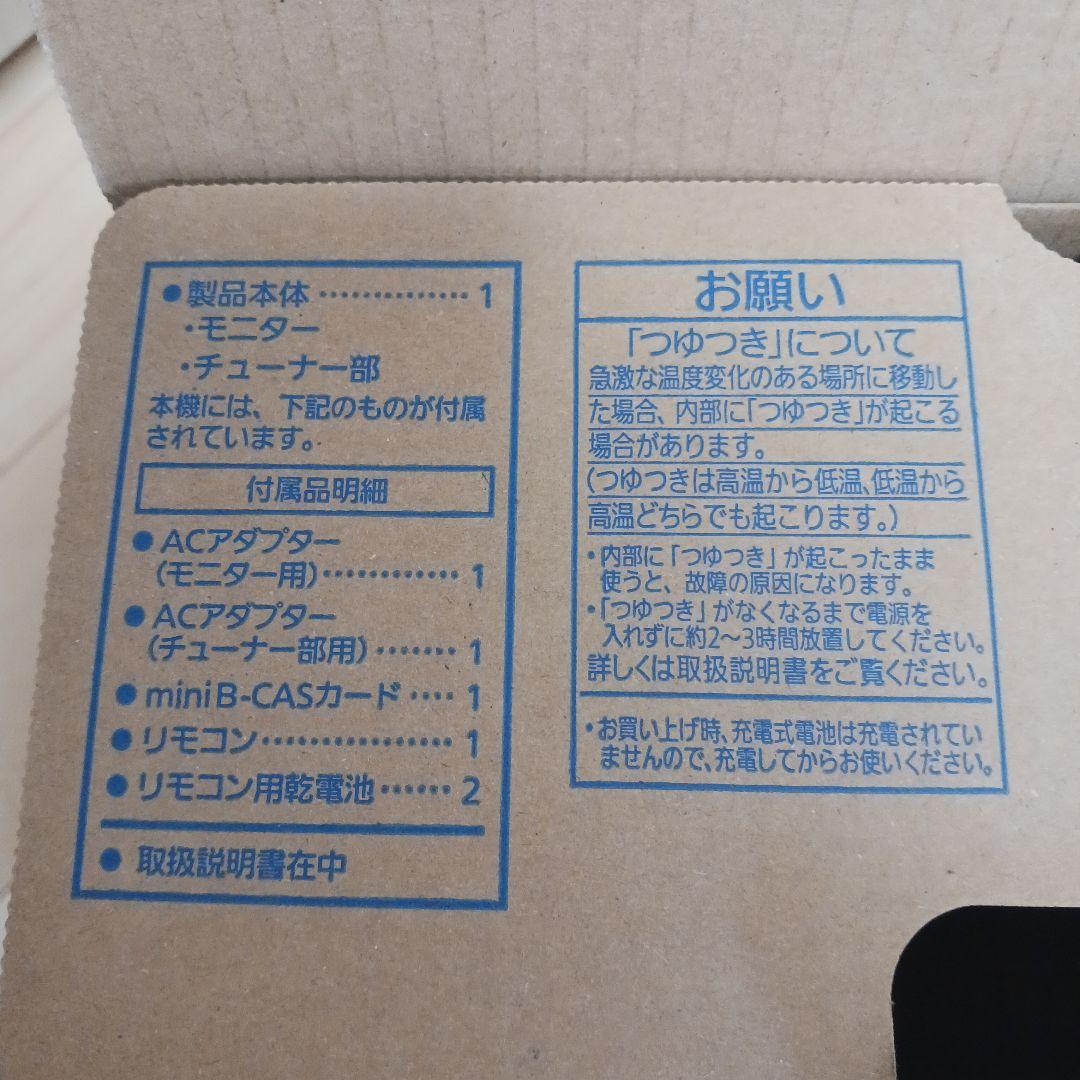 ●製品本体 ·············· 1
・モニター
・チューナー部
本機には、下記のものが付属
されています。
付属品明細
●ACアダプター
(モニター用)············ 1
●ACアダプター
(チューナー部用)······· 1
●miniB-CASカード ···· 1
●リモコン················· 1
●リモコン用乾電池 ······ 2
●取扱説明書在中
お願い
「つゆつき」について
急激な温度変化のある場所に移動し
た場合、内部に「つゆつき」が起こる
場合があります。
(つゆつきは高温から低温、低温から
高温どちらでも起こります。)
・内部に「つゆつき」が起こったまま
使うと、故障の原因になります。
・「つゆつき」がなくなるまで電源を
入れずに約2〜3時間放置してください。
詳しくは取扱説明書をご覧ください。
・お買い上げ時、充電式電池は充電されてい
ませんので、充電してからお使いください。